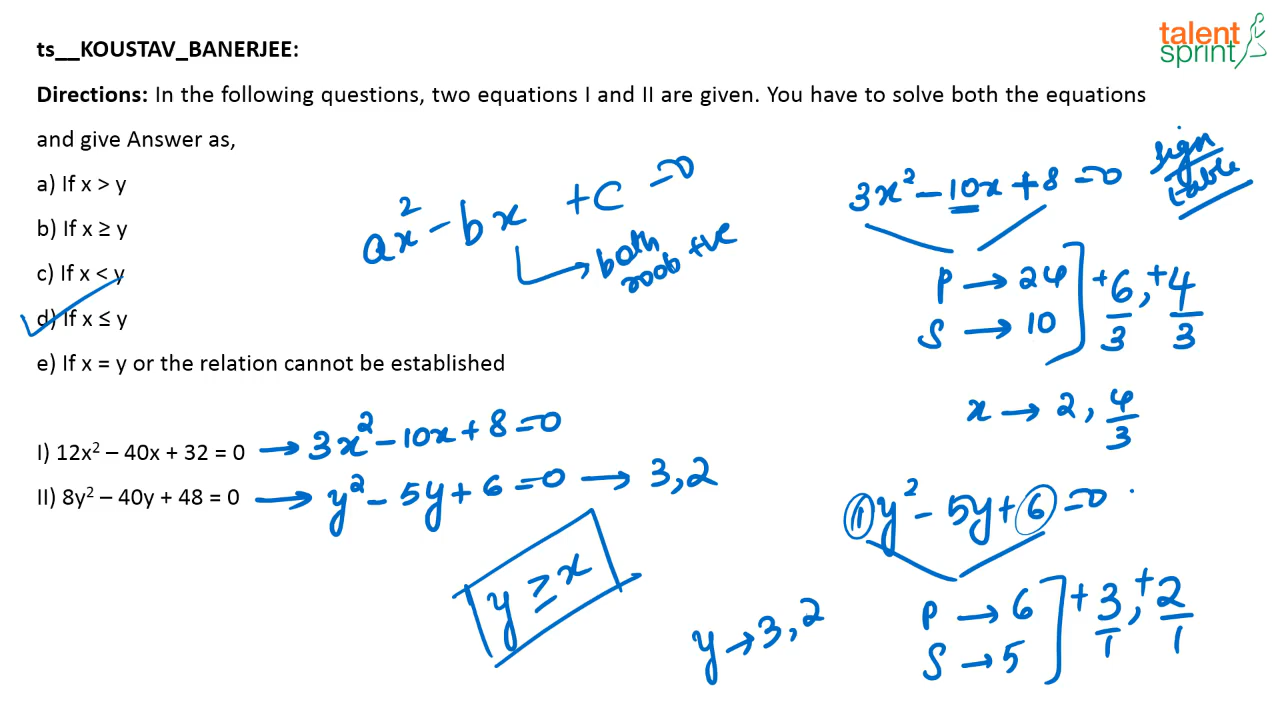 talent
sprint
ts__KOUSTAV_BANERJEE:
Directions: In the following questions, two equations I and II are given. You have to solve both the equations
and give Answer as,
a) If x > y
b) If x ≥ y
c) If x < y
d) If x ≤ y
e) If x = y or the relation cannot be established
ax² - bx + c = 0
both
roots +ve
3x² - 10x + 8 = 0
sign
table
P → 24
S → 10
+6/3, +4/3
x → 2, 4/3
I) 12x² – 40x + 32 = 0 → 3x² - 10x + 8 = 0
II) 8y² – 40y + 48 = 0 → y² - 5y + 6 = 0 → 3, 2
y ≥ x
① y² - 5y + 6 = 0
P → 6
S → 5
+3/1, +2/1
y → 3, 2